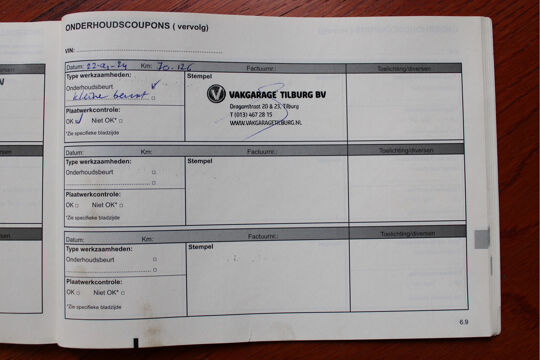 ONDERHOUDSCOUPONS ( vervolg)
VIN:
Datum: Km: 70.126 Factuurnr.: Toelichting/diversen
Type werkzaamheden: Stempel
Onderhoudsbeurt
kleine beurt
VAKGARAGE TILBURG BV
Dragonstraat 20 & 23, Tilburg
T (013) 467 28 15
WWW.VAKGARAGETILBURG.NL
Plaatwerkcontrole:
OK Niet OK*
*Zie specifieke bladzijde
Datum: Km: Factuurnr.: Toelichting/diversen
Type werkzaamheden: Stempel
Onderhoudsbeurt
Plaatwerkcontrole:
OK Niet OK*
*Zie specifieke bladzijde
Datum: Km: Factuurnr.: Toelichting/diversen
Type werkzaamheden: Stempel
Onderhoudsbeurt
Plaatwerkcontrole:
OK Niet OK*
*Zie specifieke bladzijde
6.9